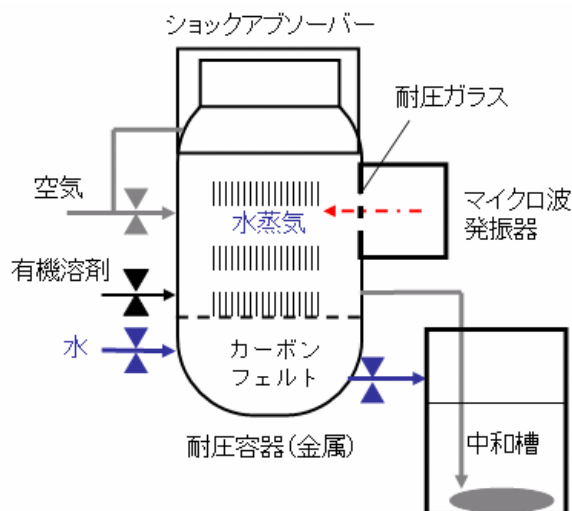 ショックアブソーバー
耐圧ガラス
空気
マイクロ波
発振器
水蒸気
有機溶剤
水
カーボン
フェルト
中和槽
耐圧容器(金属)